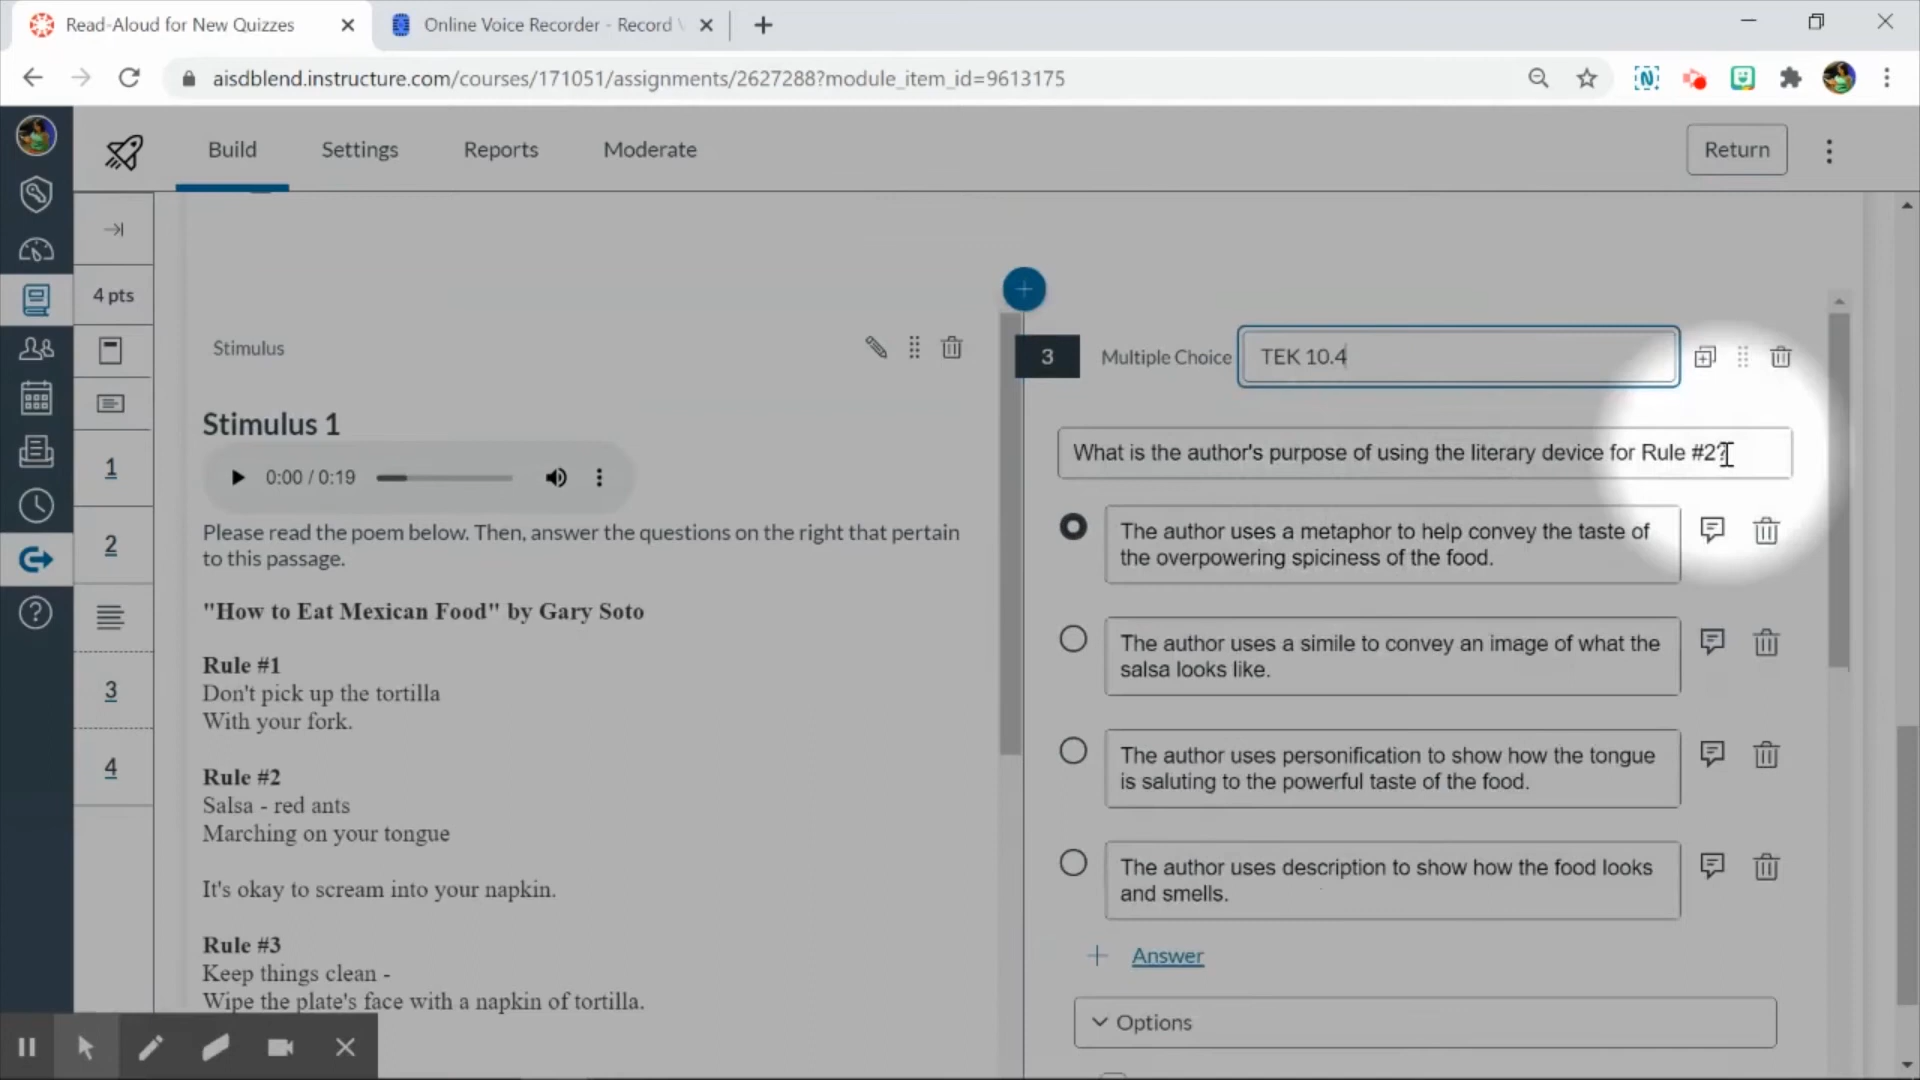 Read-Aloud for New Quizzes
Online Voice Recorder - Record
aisdblend.instructure.com/courses/171051/assignments/2627288?module_item_id=9613175
Build
Settings
Reports
Moderate
Return
4 pts
1
2
3
4
Stimulus
Stimulus 1
0:00 / 0:19
Please read the poem below. Then, answer the questions on the right that pertain
to this passage.
"How to Eat Mexican Food" by Gary Soto
Rule #1
Don't pick up the tortilla
With your fork.
Rule #2
Salsa - red ants
Marching on your tongue
It's okay to scream into your napkin.
Rule #3
Keep things clean -
Wipe the plate's face with a napkin of tortilla.
3
Multiple Choice
TEK 10.4
What is the author's purpose of using the literary device for Rule #2?
The author uses a metaphor to help convey the taste of
the overpowering spiciness of the food.
The author uses a simile to convey an image of what the
salsa looks like.
The author uses personification to show how the tongue
is saluting to the powerful taste of the food.
The author uses description to show how the food looks
and smells.
Answer
Options